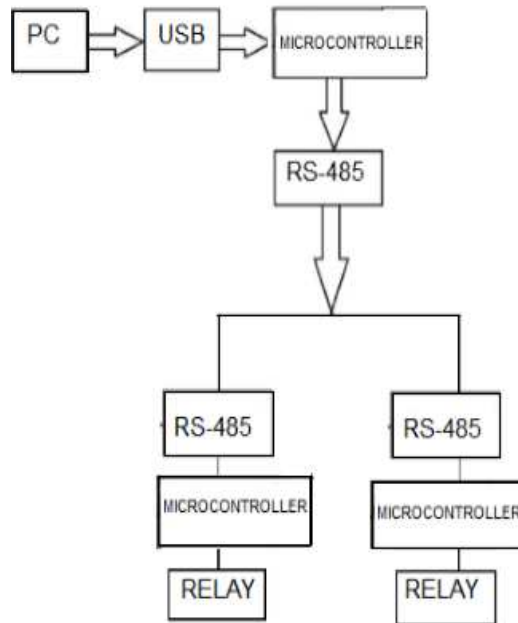 PC
USB
MICROCONTROLLER
RS-485
RS-485
RS-485
MICROCONTROLLER
MICROCONTROLLER
RELAY
RELAY